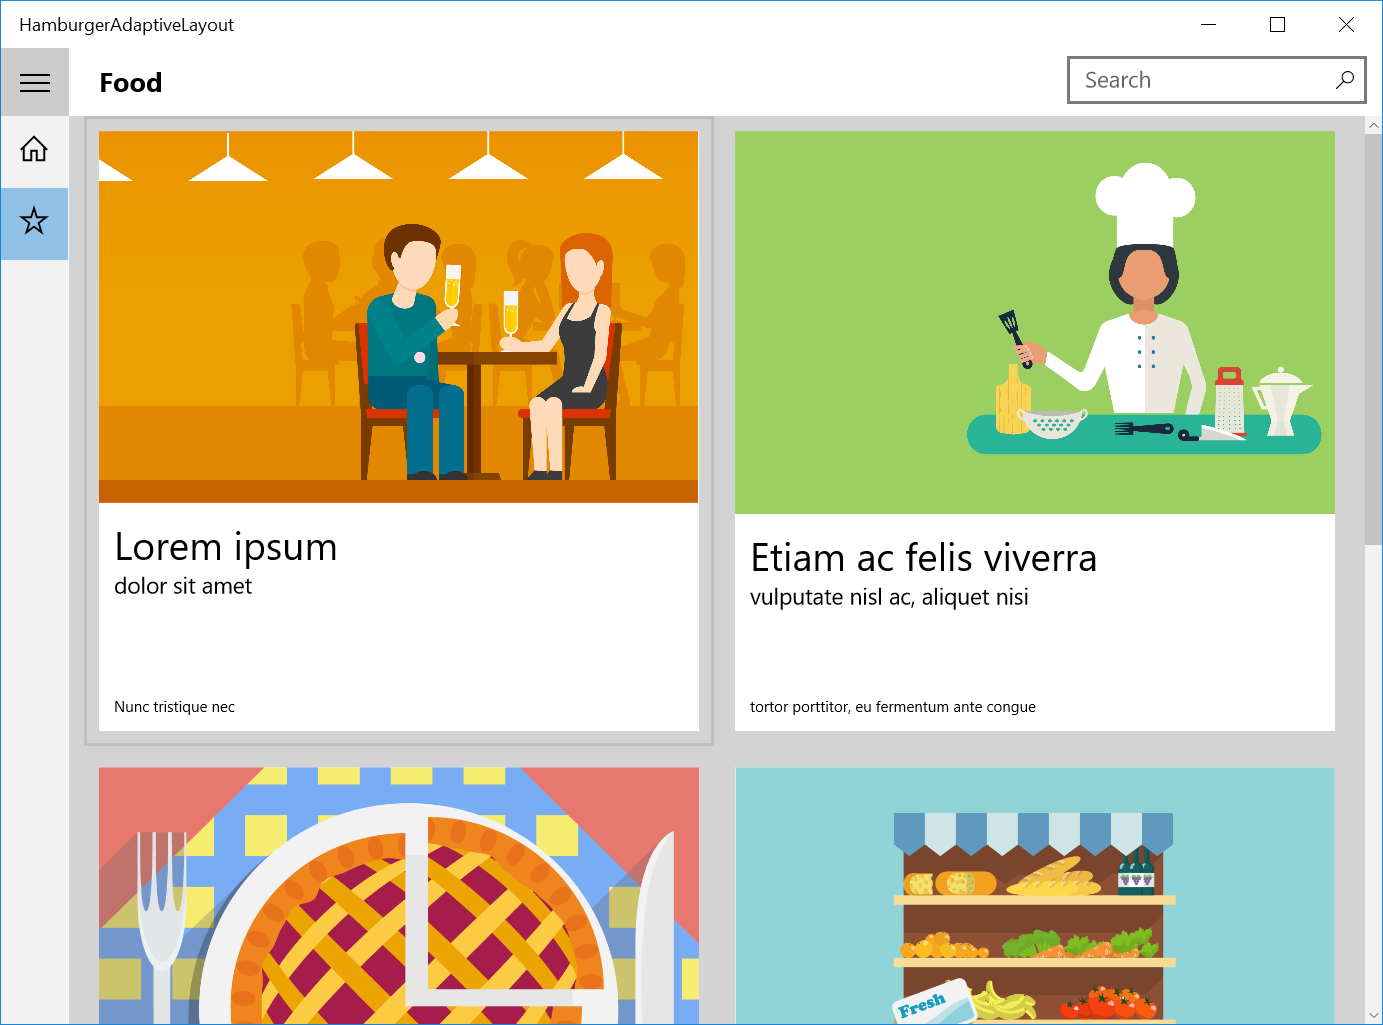 HamburgerAdaptiveLayout
Food
Search
Lorem ipsum
dolor sit amet
Nunc tristique nec
Etiam ac felis viverra
vulputate nisl ac, aliquet nisi
tortor porttitor, eu fermentum ante congue
Fresh